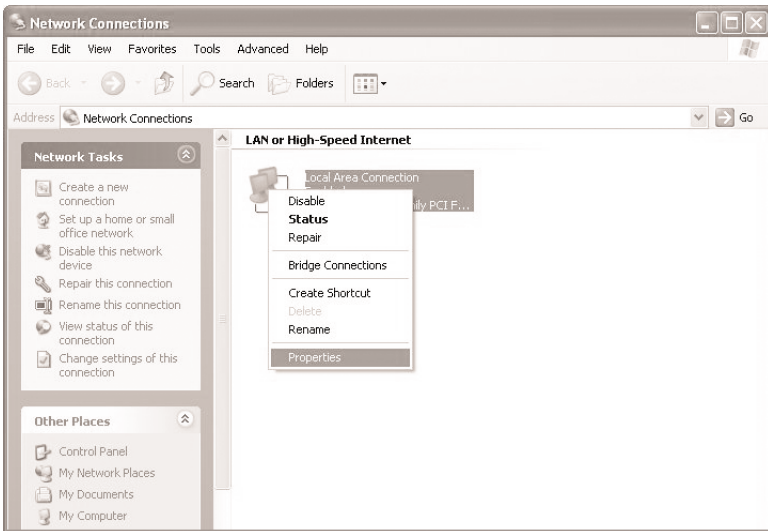 Network Connections
File Edit View Favorites Tools Advanced Help
Back Search Folders
Address Network Connections Go
Network Tasks
Create a new
connection
Set up a home or small
office network
Disable this network
device
Repair this connection
Rename this connection
View status of this
connection
Change settings of this
connection
Other Places
Control Panel
My Network Places
My Documents
My Computer
LAN or High-Speed Internet
Local Area Connection
PCI F...
Disable
Status
Repair
Bridge Connections
Create Shortcut
Delete
Rename
Properties